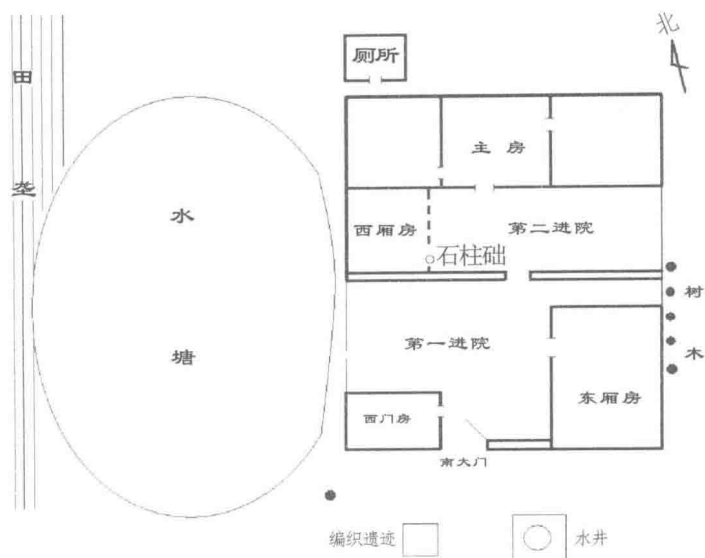 北
厕所
田垄
主房
水塘
西厢房
第二进院
石柱础
树木
第一进院
东厢房
西门房
南大门
编织遗迹
水井